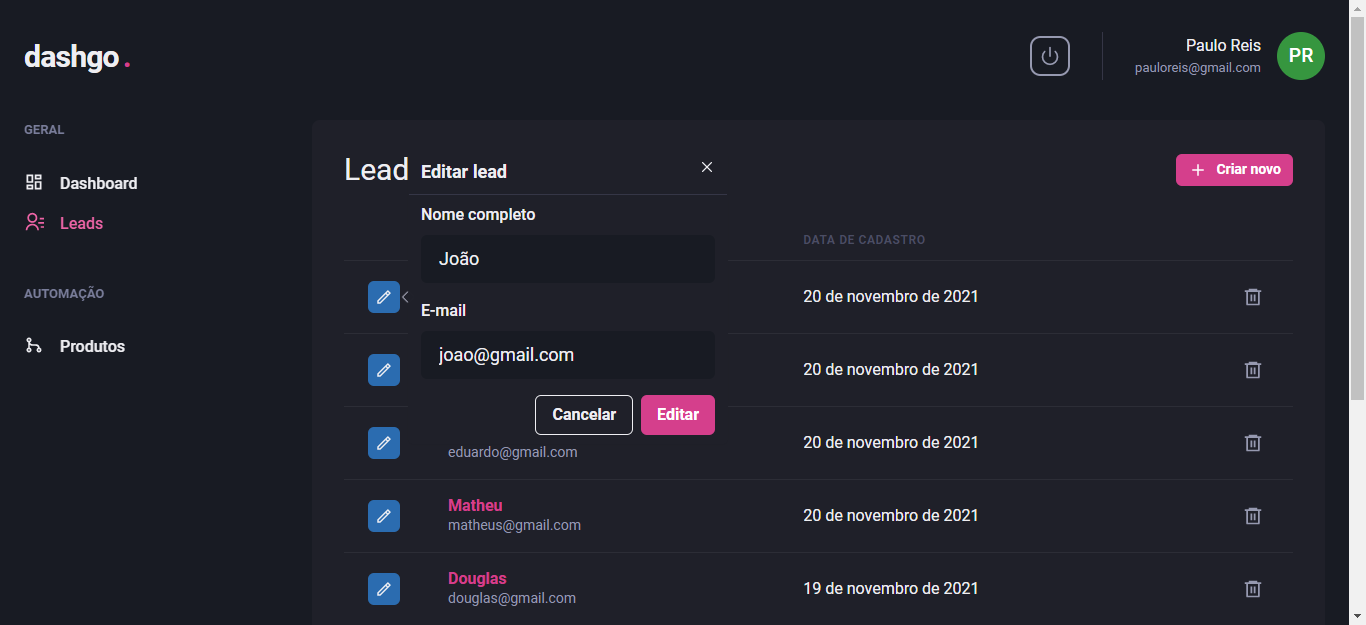 dashgo.
Paulo Reis
pauloreis@gmail.com
PR
GERAL
Dashboard
Leads
AUTOMAÇÃO
Produtos
Lead
Criar novo
Editar lead
Nome completo
João
E-mail
joao@gmail.com
Cancelar
Editar
DATA DE CADASTRO
20 de novembro de 2021
20 de novembro de 2021
eduardo@gmail.com
20 de novembro de 2021
Matheu
matheus@gmail.com
20 de novembro de 2021
Douglas
douglas@gmail.com
19 de novembro de 2021